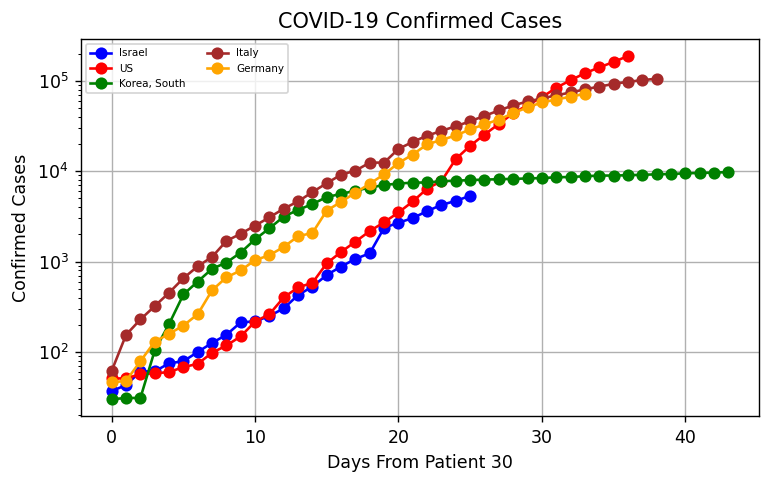 COVID-19 Confirmed Cases
Israel
US
Korea, South
Italy
Germany
Confirmed Cases
10^5
10^4
10^3
10^2
0 10 20 30 40
Days From Patient 30